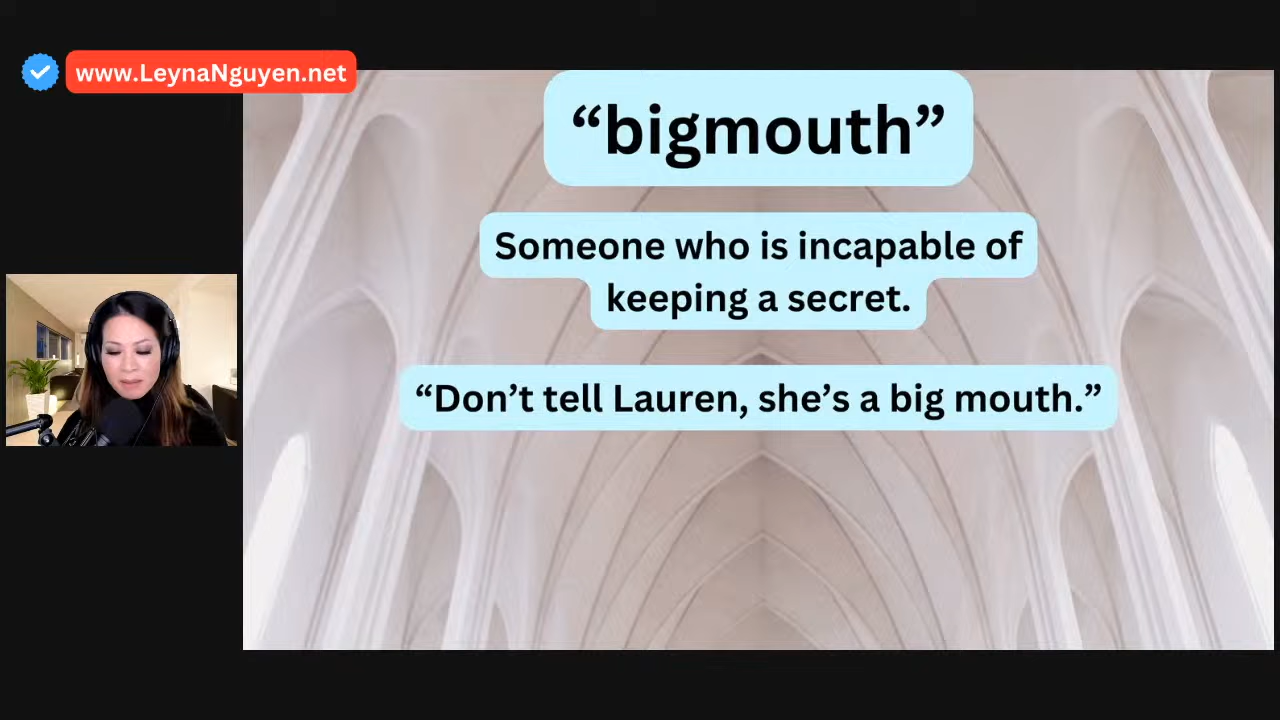 www.LeynaNguyen.net
“bigmouth”
Someone who is incapable of
keeping a secret.
“Don’t tell Lauren, she’s a big mouth.”